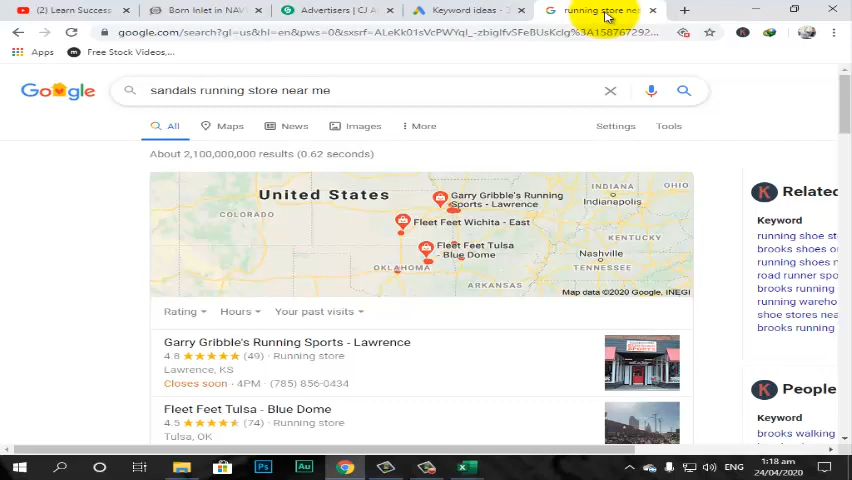 (2) Learn Success
Born Inlet in NAV
Advertisers | CJ A
Keyword ideas -
running store nea
google.com/search?gl=us&hl=en&pws=0&sxsrf=ALeKk01sVcPWYql_-zbiglfvSFeBUsKclg%3A158767292...
Apps
Free Stock Videos,...
Google
sandals running store near me
All
Maps
News
Images
More
Settings
Tools
About 2,100,000,000 results (0.62 seconds)
United States
COLORADO
OKLAHOMA
ARKANSAS
INDIANA
OHIO
Indianapolis
KENTUCKY
Nashville
TENNESSEE
Garry Gribble's Running
Sports - Lawrence
Fleet Feet Wichita - East
Fleet Feet Tulsa
- Blue Dome
Map data ©2020 Google, INEGI
Rating
Hours
Your past visits
Garry Gribble's Running Sports - Lawrence
4.8 (49) · Running store
Lawrence, KS
Closes soon · 4PM · (785) 856-0434
Fleet Feet Tulsa - Blue Dome
4.5 (74) · Running store
Tulsa, OK
K Related
Keyword
running shoe st
brooks shoes o
running shoes n
road runner spo
brooks running
running wareho
shoe stores nea
brooks running
K People
Keyword
brooks walking
Ps
Au
ENG
1:18 am
24/04/2020